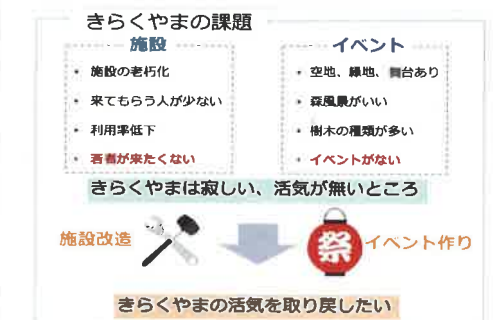 きらくやまの課題
施設
・ 施設の老朽化
・ 来てもらう人が少ない
・ 利用率低下
・ 若者が来たくない
イベント
・ 空地、緑地、舞台あり
・ 森風景がいい
・ 樹木の種類が多い
・ イベントがない
きらくやまは寂しい、活気が無いところ
施設改造
祭
イベント作り
きらくやまの活気を取り戻したい